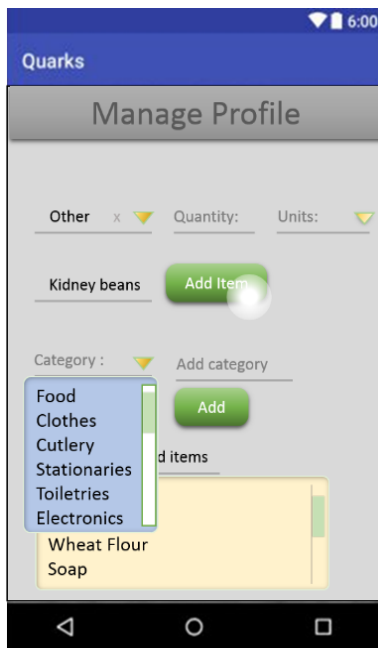 6:00
Quarks
Manage Profile
Other x Quantity: Units:
Kidney beans Add Item
Category : Add category
Food
Clothes Add
Cutlery
Stationaries d items
Toiletries
Electronics
Wheat Flour
Soap